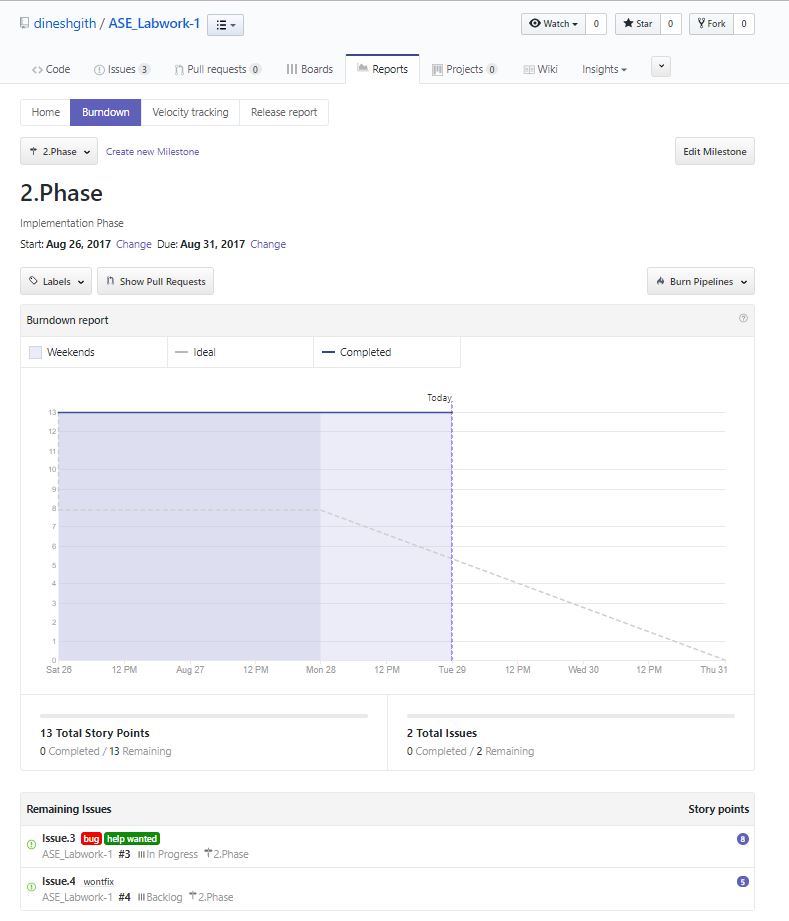 dineshgith / ASE_Labwork-1 Watch 0 Star 0 Fork 0
Code Issues 3 Pull requests 0 Boards Reports Projects 0 Wiki Insights
Home Burndown Velocity tracking Release report
2.Phase Create new Milestone Edit Milestone
2.Phase
Implementation Phase
Start: Aug 26, 2017 Change Due: Aug 31, 2017 Change
Labels Show Pull Requests Burn Pipelines
Burndown report
Weekends Ideal Completed
Today
13
12
11
10
9
8
7
6
5
4
3
2
1
0
Sat 26 12 PM Aug 27 12 PM Mon 28 12 PM Tue 29 12 PM Wed 30 12 PM Thu 31
13 Total Story Points 2 Total Issues
0 Completed / 13 Remaining 0 Completed / 2 Remaining
Remaining Issues Story points
Issue.3 bug help wanted 8
ASE_Labwork-1 #3 In Progress 2.Phase
Issue.4 wontfix 5
ASE_Labwork-1 #4 Backlog 2.Phase